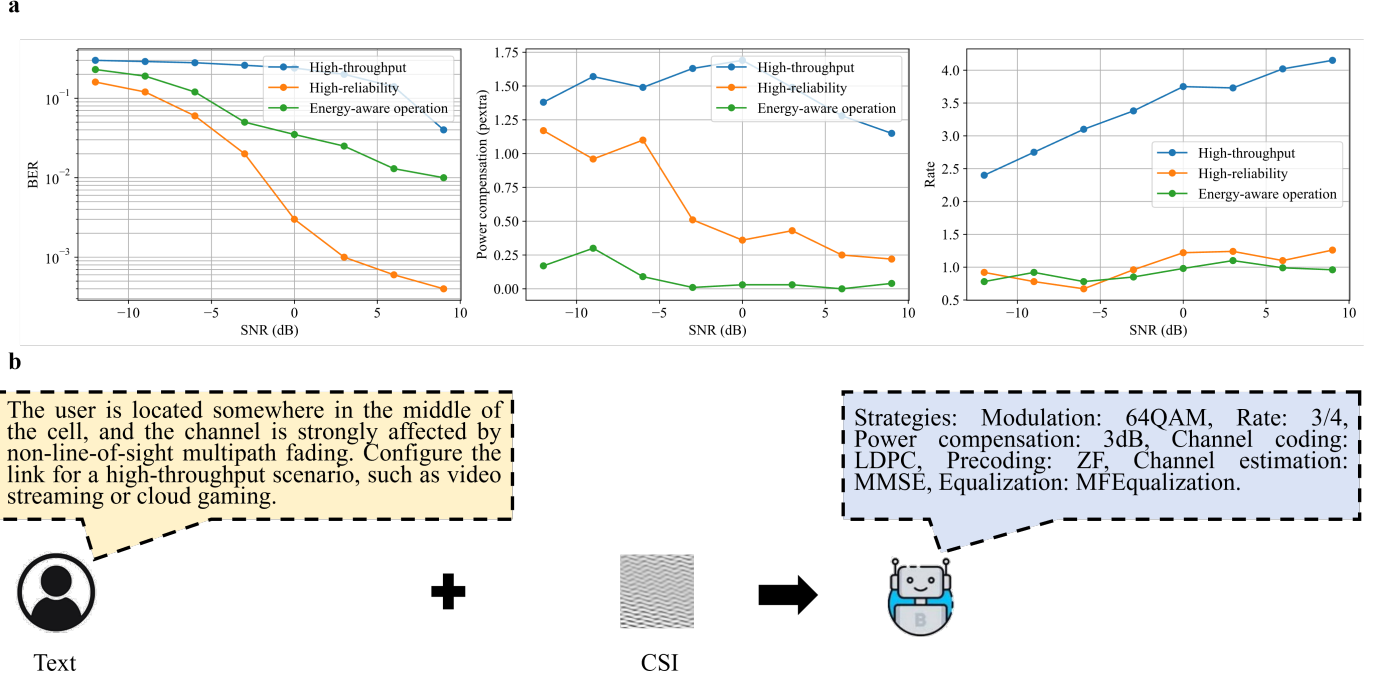 a
BER
10⁻¹
10⁻²
10⁻³
−10
−5
0
5
10
SNR (dB)
High-throughput
High-reliability
Energy-aware operation
Power compensation (pextra)
1.75
1.50
1.25
1.00
0.75
0.50
0.25
0.00
−10
−5
0
5
10
SNR (dB)
High-throughput
High-reliability
Energy-aware operation
Rate
4.0
3.5
3.0
2.5
2.0
1.5
1.0
0.5
−10
−5
0
5
10
SNR (dB)
High-throughput
High-reliability
Energy-aware operation
b
The user is located somewhere in the middle of
the cell, and the channel is strongly affected by
non-line-of-sight multipath fading. Configure the
link for a high-throughput scenario, such as video
streaming or cloud gaming.
Strategies: Modulation: 64QAM, Rate: 3/4,
Power compensation: 3dB, Channel coding:
LDPC, Precoding: ZF, Channel estimation:
MMSE, Equalization: MFEqualization.
B
Text
CSI